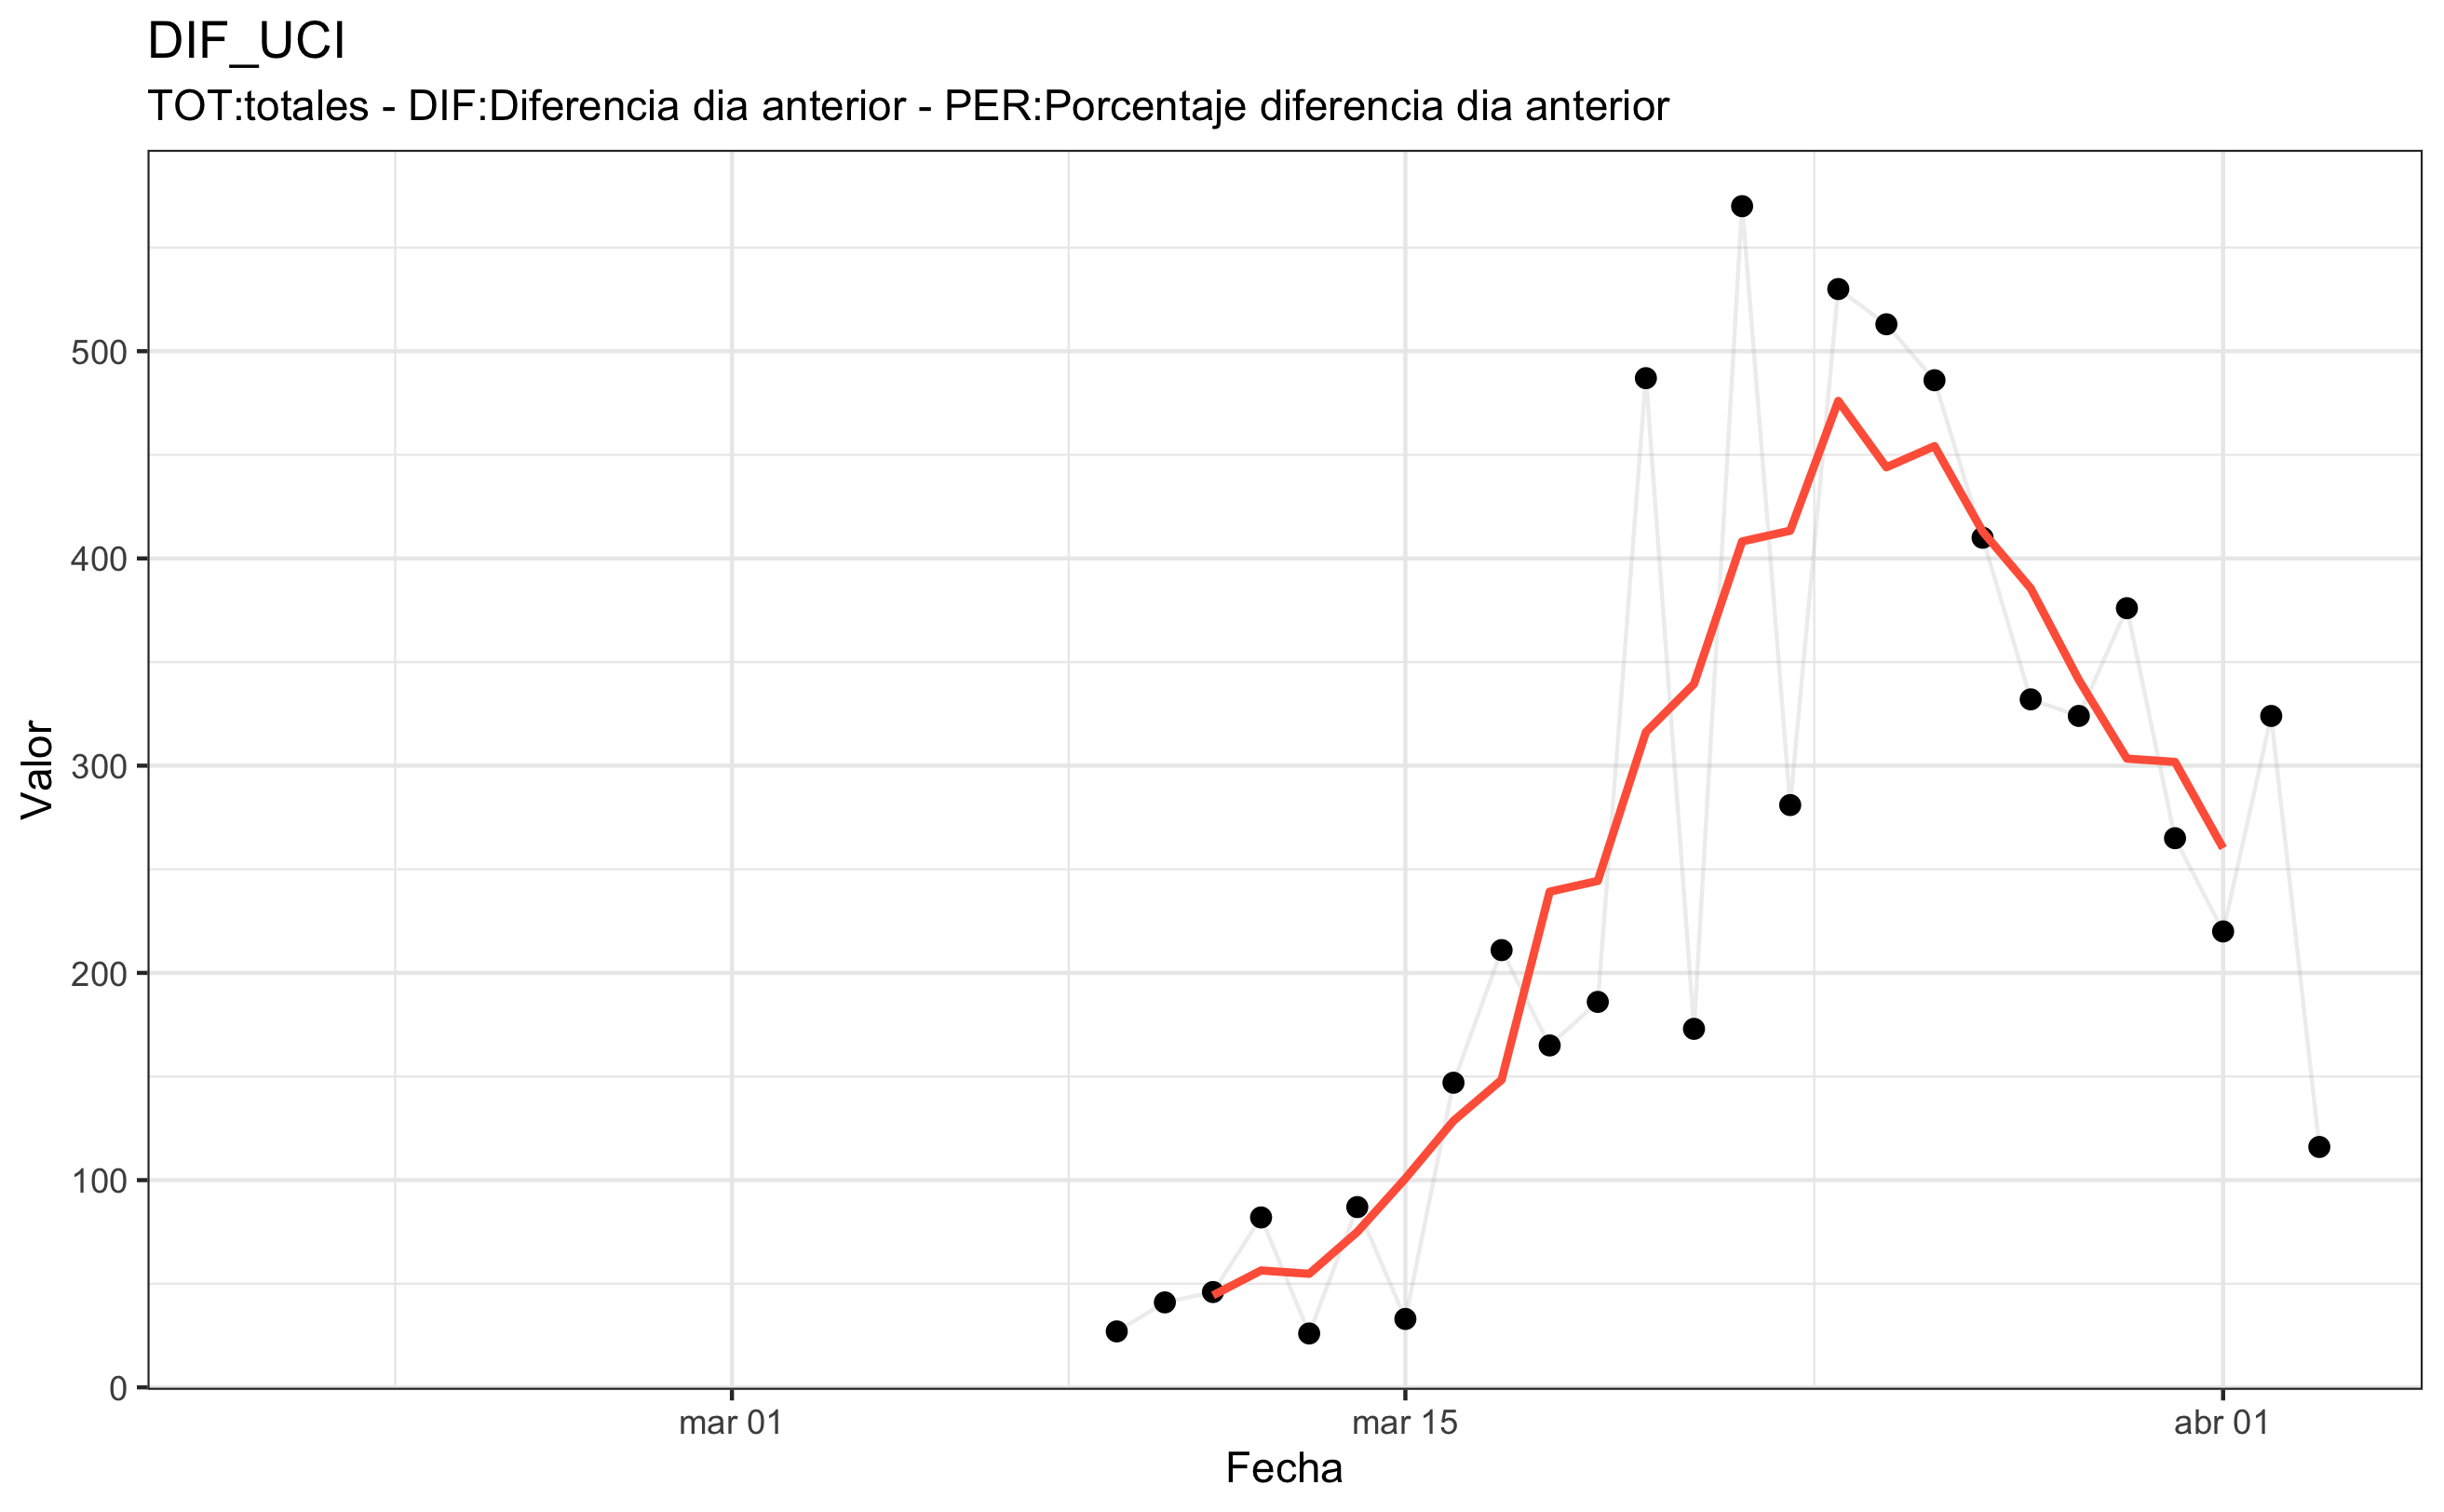 DIF_UCI
TOT:totales - DIF:Diferencia dia anterior - PER:Porcentaje diferencia dia anterior
Valor
500
400
300
200
100
0
mar 01
mar 15
abr 01
Fecha